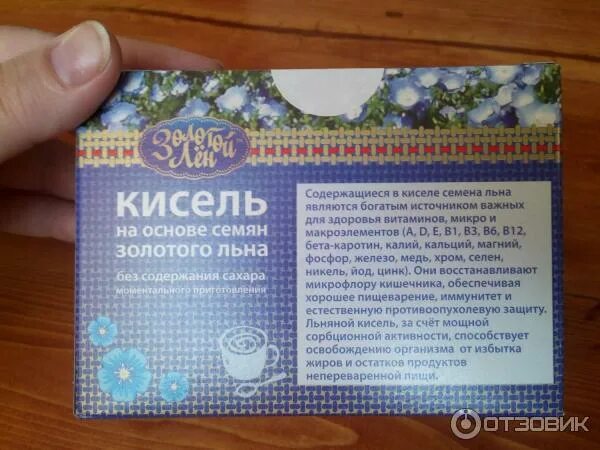 Золотой
Лён
кисель
на основе семян
золотого льна
без содержания сахара
моментального приготовления
Содержащиеся в киселе семена льна
являются богатым источником важных
для здоровья витаминов, микро и
макроэлементов (A, D, E, B1, B3, B6, B12,
бета-каротин, калий, кальций, магний,
фосфор, железо, медь, хром, селен,
никель, йод, цинк). Они восстанавливают
микрофлору кишечника, обеспечивая
хорошее пищеварение, иммунитет и
естественную противоопухолевую защиту.
Льняной кисель, за счёт мощной
сорбционной активности, способствует
освобождению организма от избытка
жиров и остатков продуктов
непереваренной пищи.
ОТЗОВИК